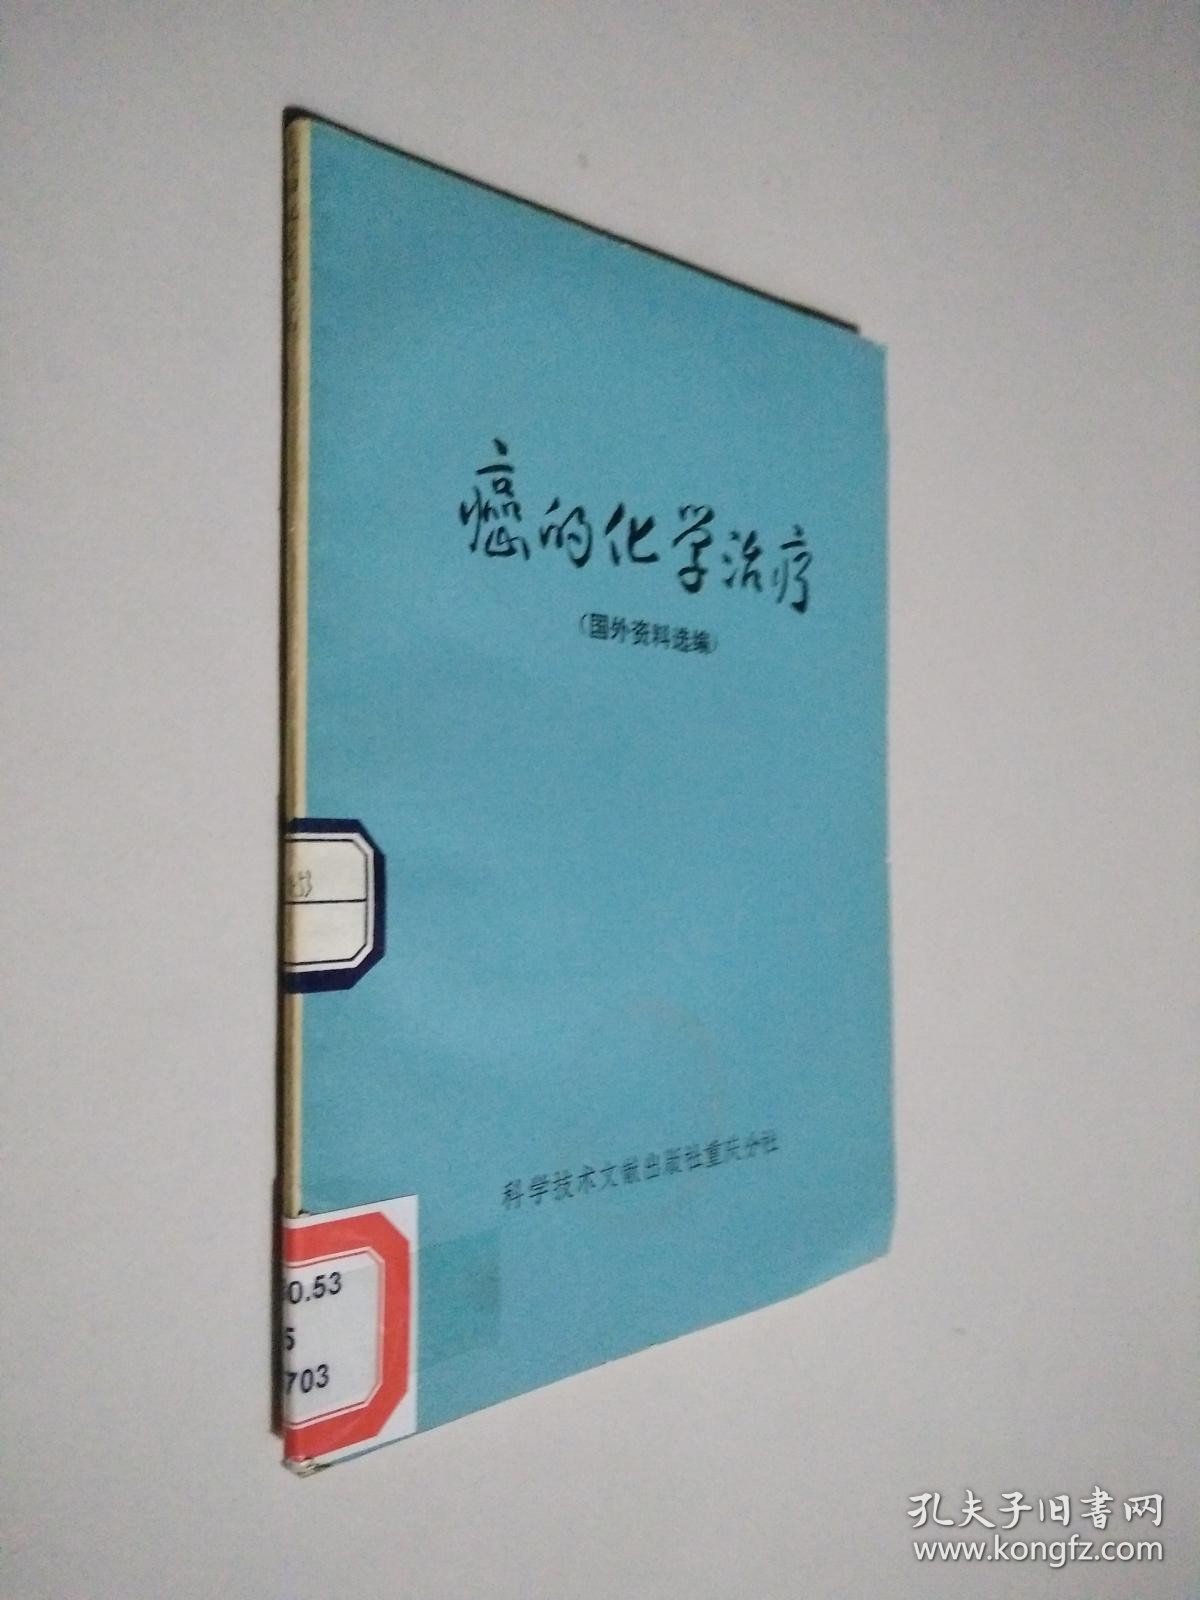 癌的化学治疗
（国外资料选编）
科学技术文献出版社重庆分社
0.53
5
703
孔夫子旧书网
www.kongfz.com